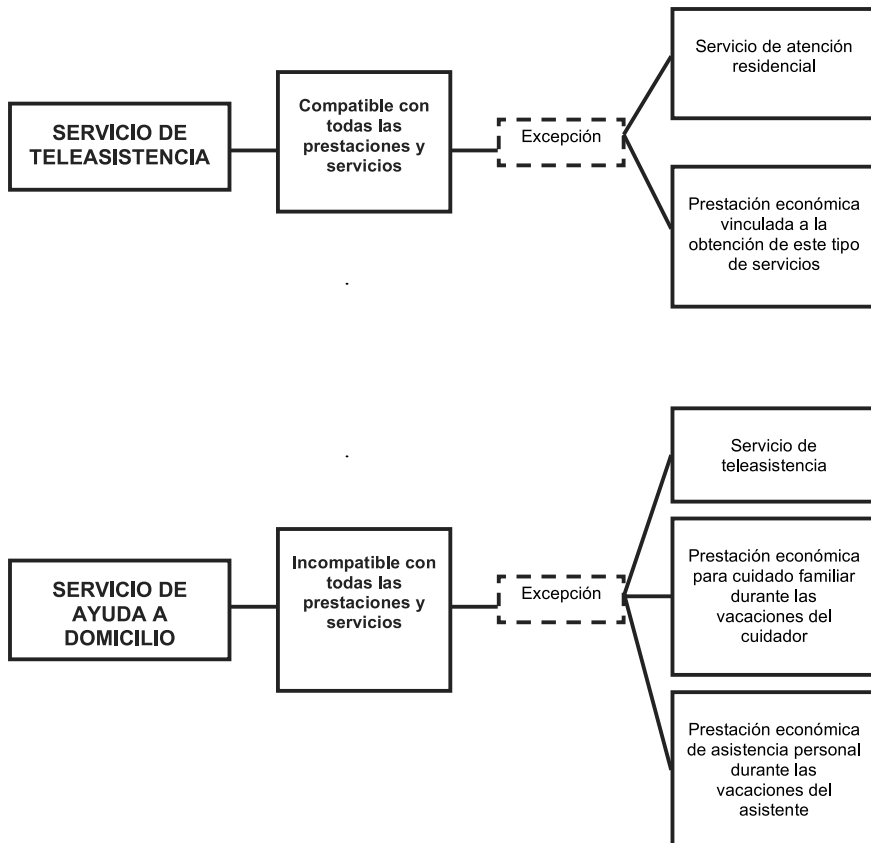 SERVICIO DE
TELEASISTENCIA
Compatible con
todas las
prestaciones y
servicios
Excepción
Servicio de atención
residencial
Prestación económica
vinculada a la
obtención de este tipo
de servicios
SERVICIO DE
AYUDA A
DOMICILIO
Incompatible con
todas las
prestaciones y
servicios
Excepción
Servicio de
teleasistencia
Prestación económica
para cuidado familiar
durante las
vacaciones del
cuidador
Prestación económica
de asistencia personal
durante las
vacaciones del
asistente